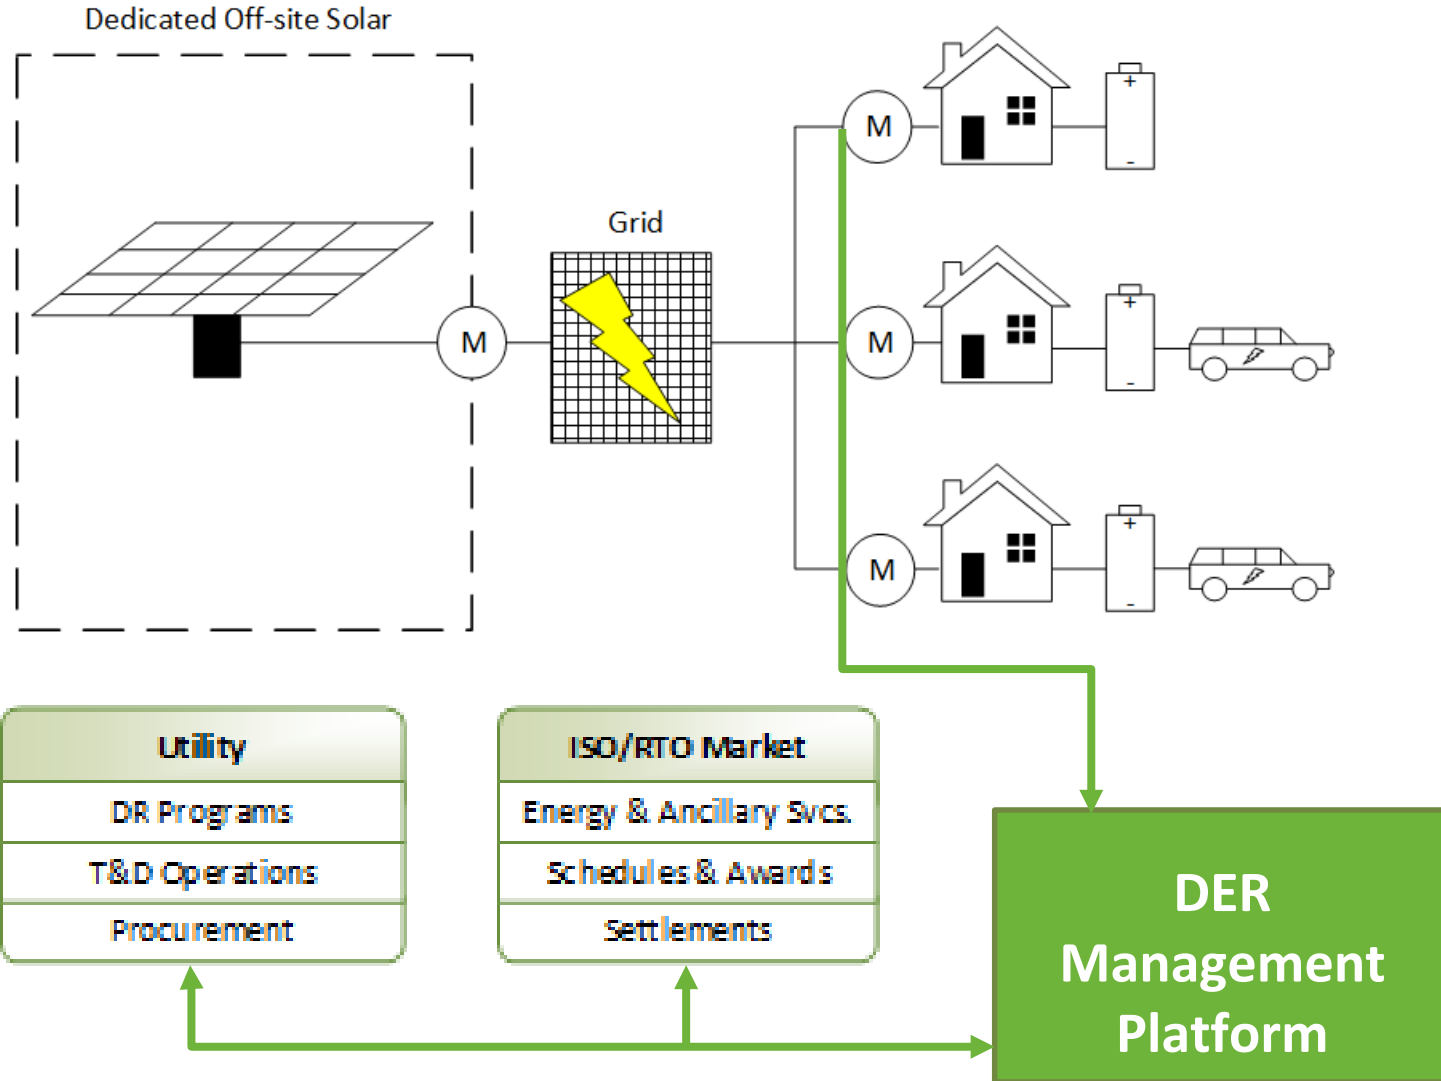 Dedicated Off-site Solar
M
+
-
Grid
M
M
+
-
M
+
-
Utility
DR Programs
T&D Operations
Procurement
ISO/RTO Market
Energy & Ancillary Svcs.
Schedules & Awards
Settlements
DER
Management
Platform